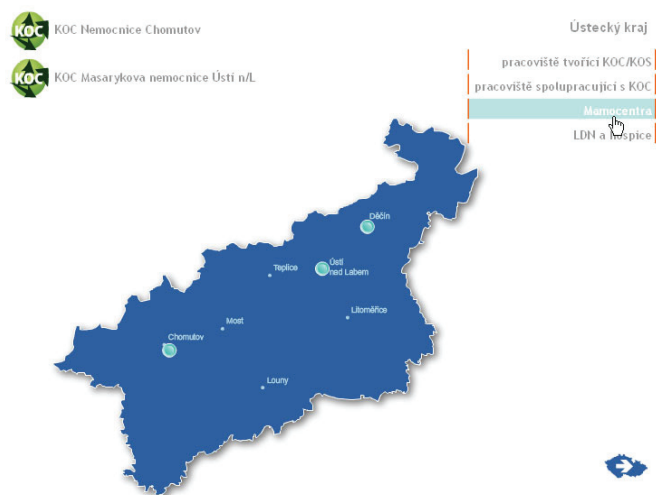 KOC
KOC Nemocnice Chomutov
KOC
KOC Masarykova nemocnice Ústí n/L
Ústecký kraj
pracoviště tvořící KOC/KOS
pracoviště spolupracující s KOC
Mamocentra
LDN a hospice
Děčín
Ústí
nad Labem
Teplice
Litoměřice
Most
Chomutov
Louny